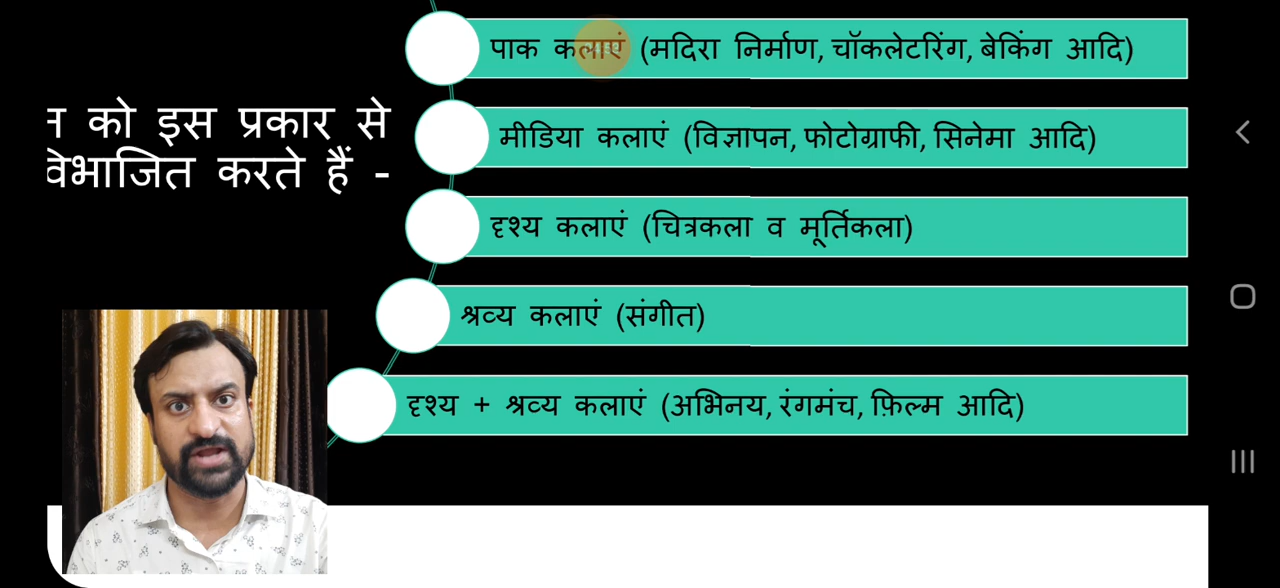 को इस प्रकार से
विभाजित करते हैं -
पाक कलाएं (मदिरा निर्माण, चॉकलेटरिंग, बेकिंग आदि)
मीडिया कलाएं (विज्ञापन, फोटोग्राफी, सिनेमा आदि)
दृश्य कलाएं (चित्रकला व मूर्तिकला)
श्रव्य कलाएं (संगीत)
दृश्य + श्रव्य कलाएं (अभिनय, रंगमंच, फ़िल्म आदि)